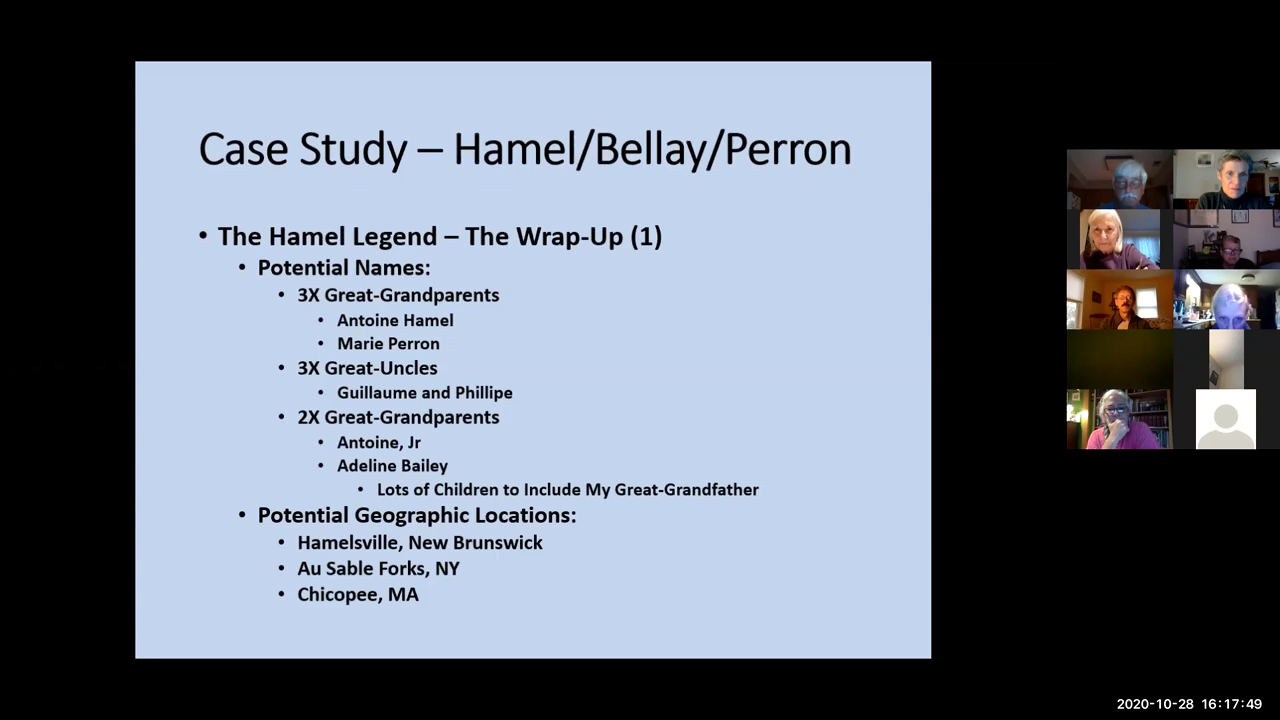 Case Study – Hamel/Bellay/Perron
• The Hamel Legend – The Wrap-Up (1)
• Potential Names:
• 3X Great-Grandparents
• Antoine Hamel
• Marie Perron
• 3X Great-Uncles
• Guillaume and Phillipe
• 2X Great-Grandparents
• Antoine, Jr
• Adeline Bailey
• Lots of Children to Include My Great-Grandfather
• Potential Geographic Locations:
• Hamelsville, New Brunswick
• Au Sable Forks, NY
• Chicopee, MA
2020-10-28 16:17:49